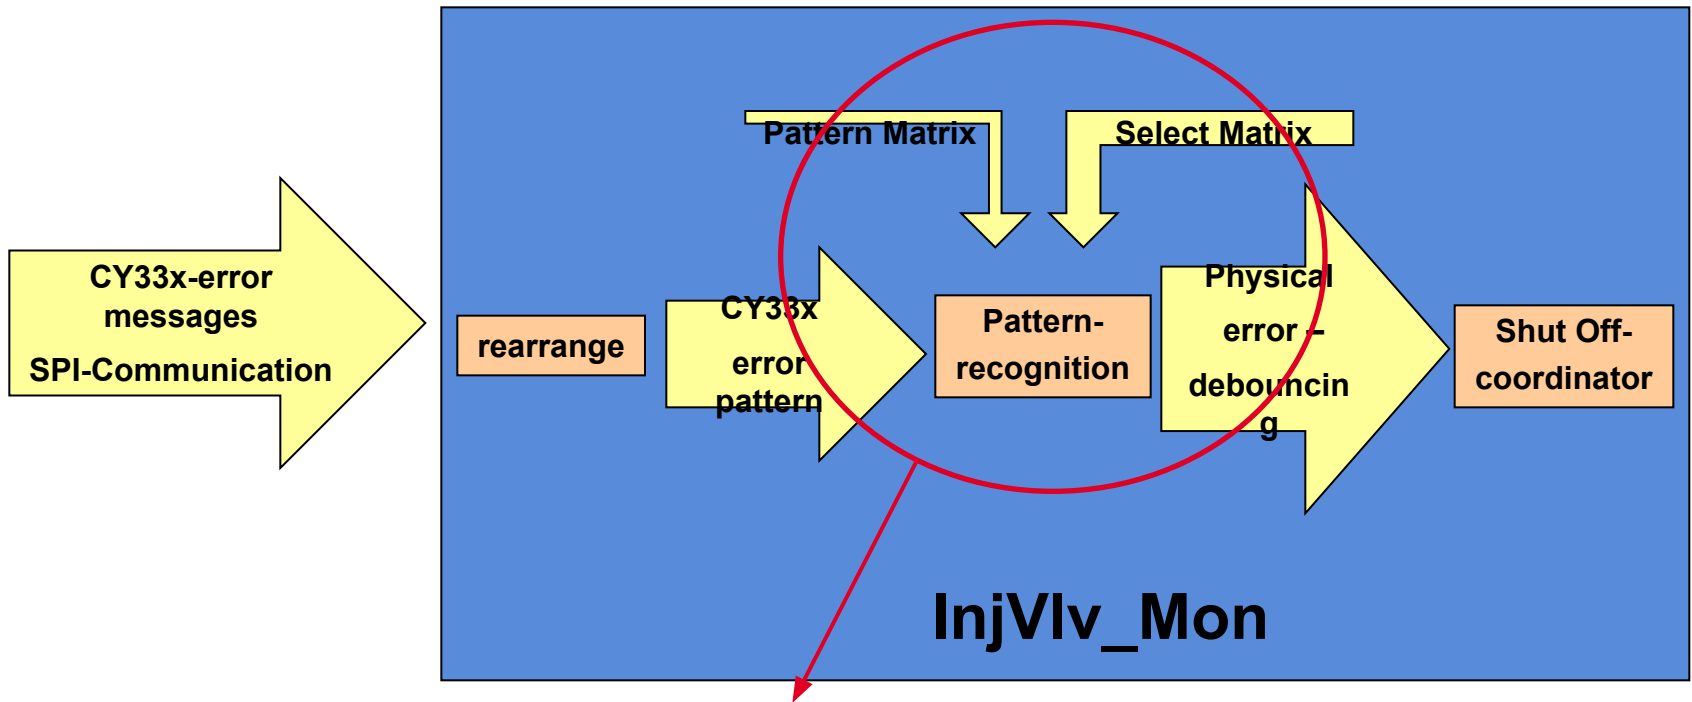 Pattern Matrix
Select Matrix
CY33x-error
messages
SPI-Communication
rearrange
CY33x
error
pattern
Pattern-
recognition
Physical
error –
debouncin
g
Shut Off-
coordinator
InjVlv_Mon